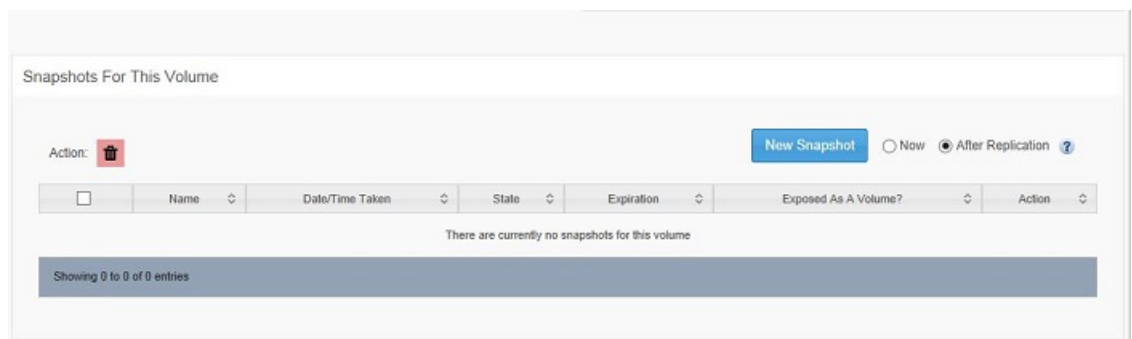 Snapshots For This Volume
Action:
New Snapshot Now After Replication ?
Name Date/Time Taken State Expiration Exposed As A Volume? Action
There are currently no snapshots for this volume
Showing 0 to 0 of 0 entries